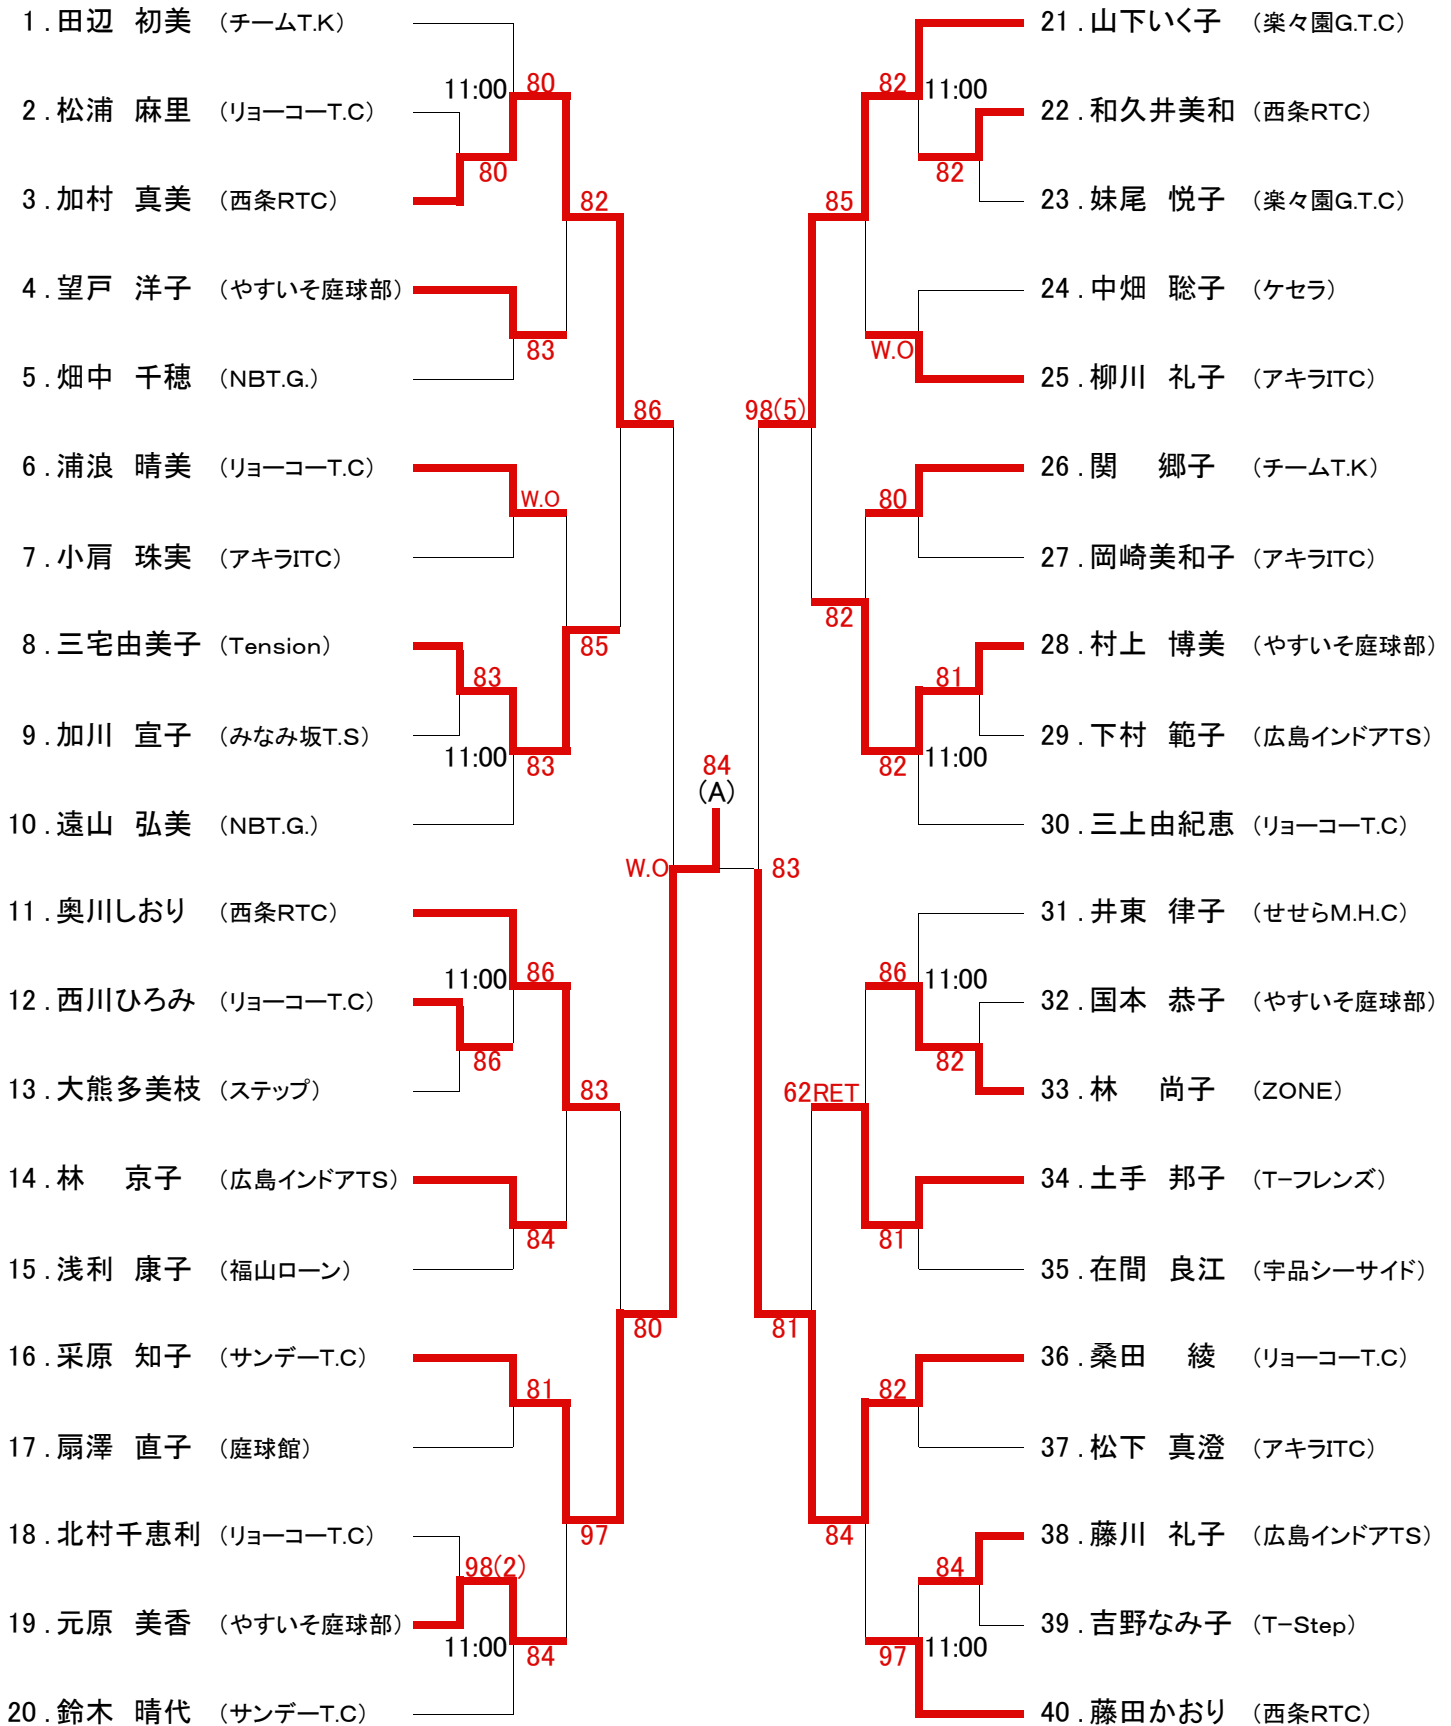 1.田辺 初美 (チームT.K)
11:00 80
2.松浦 麻里 (リョーコーT.C)
80
3.加村 真美 (西条RTC)
82
4.望戸 洋子 (やすいそ庭球部)
83
5.畑中 千穂 (NBT.G.)
86
6.浦浪 晴美 (リョーコーT.C)
W.O
7.小肩 珠実 (アキラITC)
8.三宅由美子 (Tension)
85
83
9.加川 宣子 (みなみ坂T.S)
11:00 83
10.遠山 弘美 (NBT.G.)
W.O
11.奥川しおり (西条RTC)
11:00 86
12.西川ひろみ (リョーコーT.C)
86
13.大熊多美枝 (ステップ)
83
14.林 京子 (広島インドアTS)
84
15.浅利 康子 (福山ローン)
80
16.采原 知子 (サンデーT.C)
81
17.扇澤 直子 (庭球館)
18.北村千恵利 (リョーコーT.C)
97
98(2)
19.元原 美香 (やすいそ庭球部)
11:00 84
20.鈴木 晴代 (サンデーT.C)
84
(A)
21.山下いく子 (楽々園G.T.C)
82 11:00
22.和久井美和 (西条RTC)
82
23.妹尾 悦子 (楽々園G.T.C)
85
24.中畑 聡子 (ケセラ)
W.O
25.柳川 礼子 (アキラITC)
98(5)
26.関 郷子 (チームT.K)
80
27.岡崎美和子 (アキラITC)
82
28.村上 博美 (やすいそ庭球部)
81
29.下村 範子 (広島インドアTS)
82 11:00
30.三上由紀恵 (リョーコーT.C)
83
31.井東 律子 (せせらM.H.C)
86 11:00
32.国本 恭子 (やすいそ庭球部)
82
33.林 尚子 (ZONE)
62RET
34.土手 邦子 (T-フレンズ)
81
35.在間 良江 (宇品シーサイド)
81
36.桑田 綾 (リョーコーT.C)
82
37.松下 真澄 (アキラITC)
84
38.藤川 礼子 (広島インドアTS)
84
39.吉野なみ子 (T-Step)
97 11:00
40.藤田かおり (西条RTC)